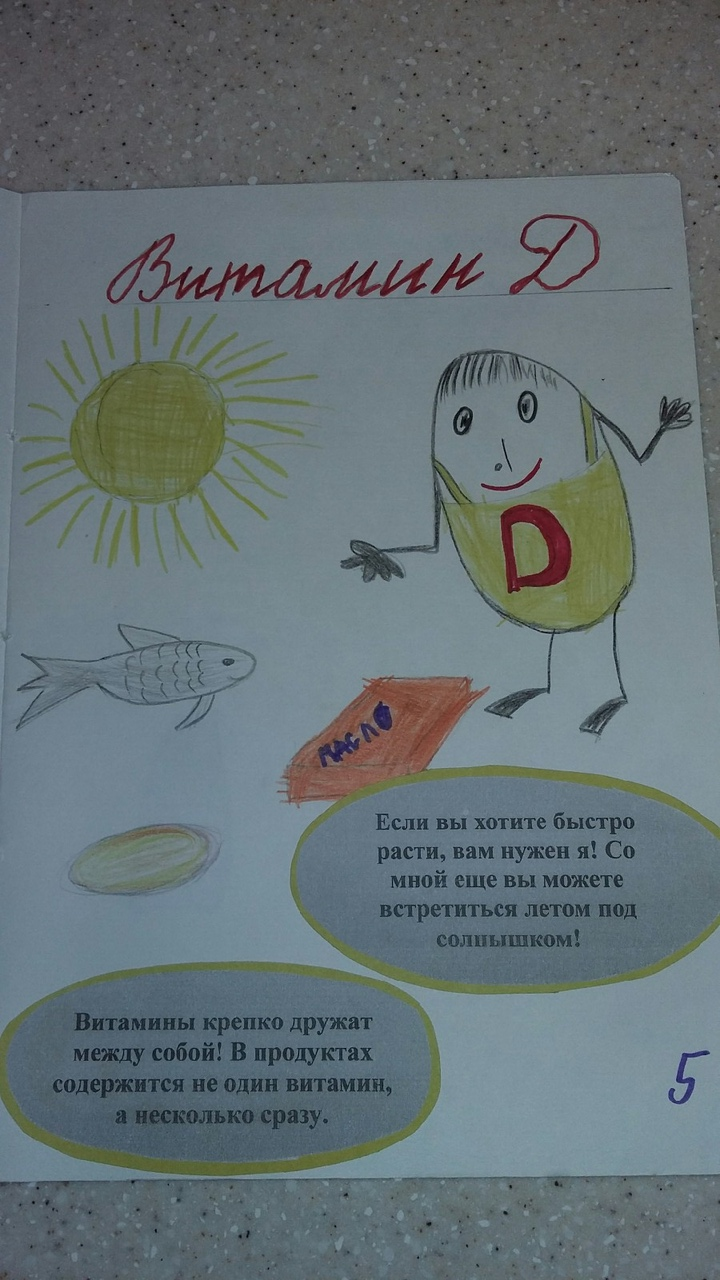 Витамин Д
D
МАСЛО
Если вы хотите быстро
расти, вам нужен я! Со
мной еще вы можете
встретиться летом под
солнышком!
Витамины крепко дружат
между собой! В продуктах
содержится не один витамин,
а несколько сразу.
5